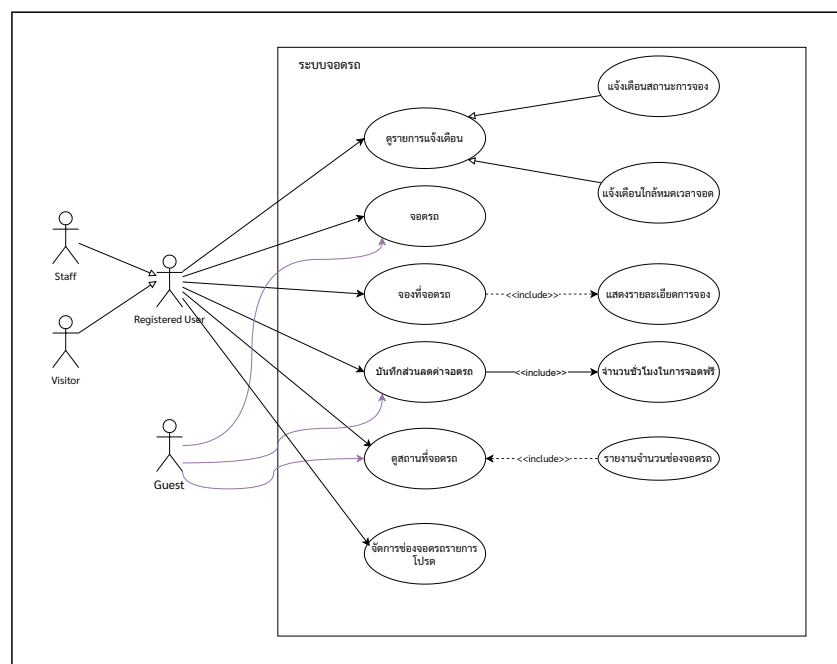 ระบบจอดรถ
แจ้งเตือนสถานะการจอง
ดูรายการแจ้งเตือน
แจ้งเตือนใกล้หมดเวลาจอด
จอดรถ
Staff
จองที่จอดรถ
<<include>>
แสดงรายละเอียดการจอง
Registered User
Visitor
บันทึกส่วนลดค่าจอดรถ
<<include>>
จำนวนชั่วโมงในการจอดฟรี
Guest
ดูสถานที่จอดรถ
<<include>>
รายงานจำนวนช่องจอดรถ
จัดการช่องจอดรถรายการ
โปรด